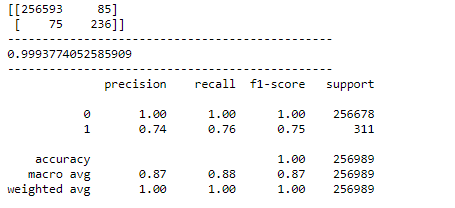 [[256593 85]
[ 75 236]]
---------------------------------------------
0.9993774052585909
---------------------------------------------
precision recall f1-score support
0 1.00 1.00 1.00 256678
1 0.74 0.76 0.75 311
accuracy 1.00 256989
macro avg 0.87 0.88 0.87 256989
weighted avg 1.00 1.00 1.00 256989